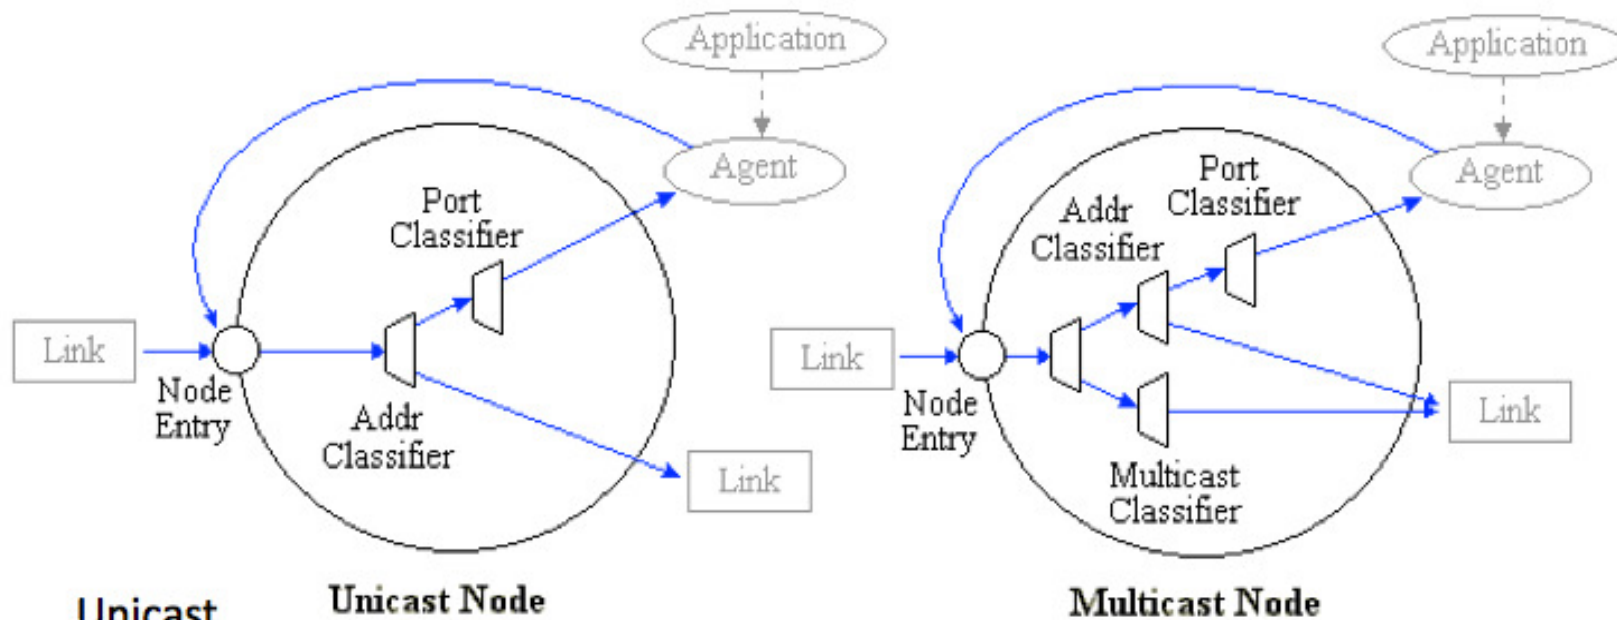 Application
Agent
Port
Classifier
Link
Node
Entry
Addr
Classifier
Link
Unicast Node
Application
Agent
Port
Classifier
Addr
Classifier
Link
Node
Entry
Link
Multicast
Classifier
Multicast Node
Unicast